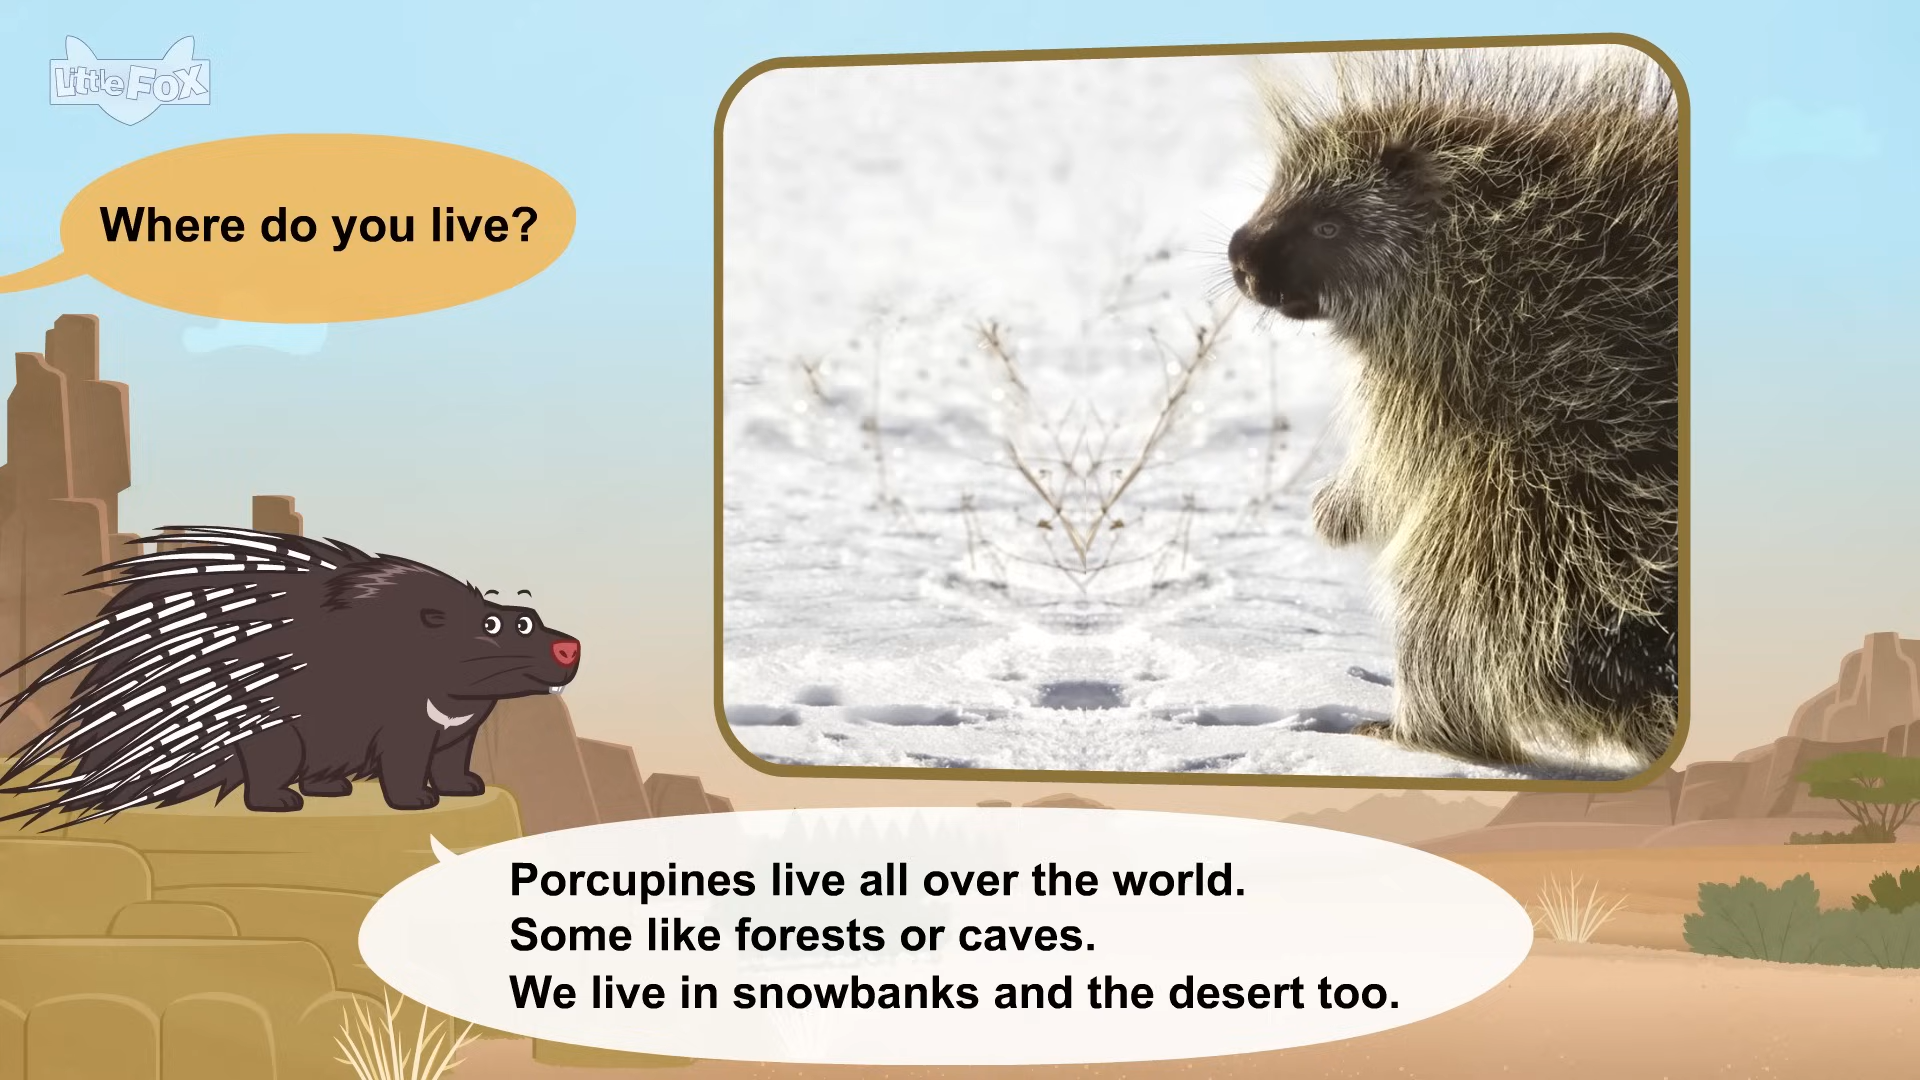 Little Fox
Where do you live?
Porcupines live all over the world.
Some like forests or caves.
We live in snowbanks and the desert too.